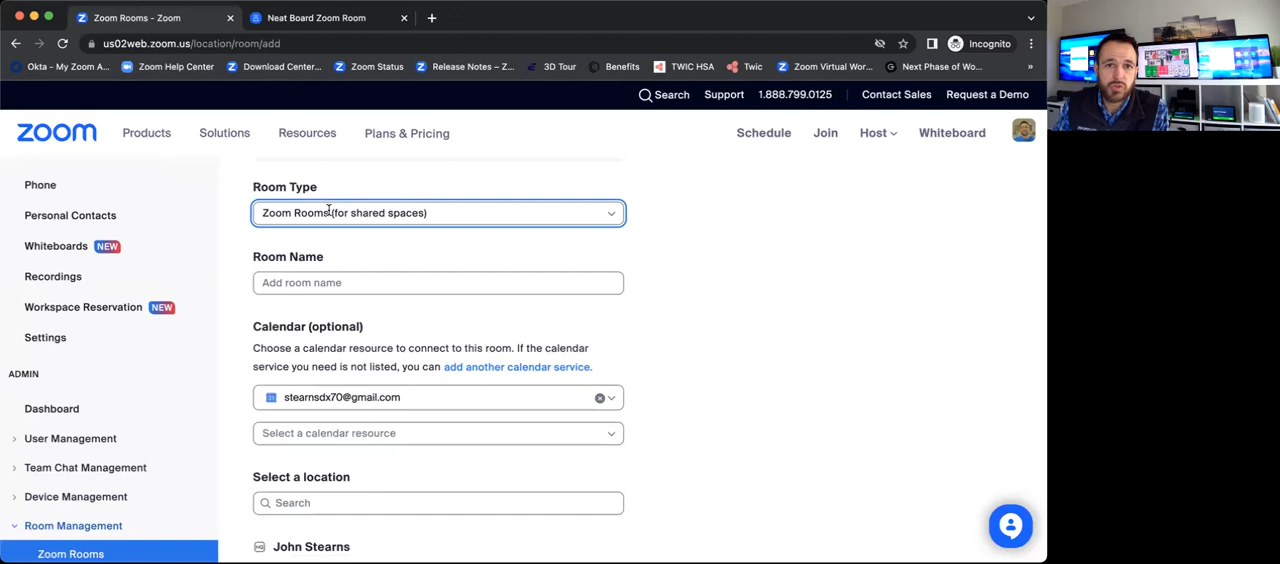 Zoom Rooms - Zoom
Neat Board Zoom Room
us02web.zoom.us/location/room/add
Incognito
Okta - My Zoom A...
Zoom Help Center
Download Center...
Zoom Status
Products – Z...
3D Tour
Benefits
TWIC HSA
Twic
Zoom Virtual Wor...
Next Phase of Wo...
»
Search
Support
1.888.799.0125
Contact Sales
Request a Demo
zoom
Products
Solutions
Resources
Plans & Pricing
Schedule
Join
Host
Whiteboard
Phone
Personal Contacts
Whiteboards NEW
Recordings
Workspace Reservation NEW
Settings
ADMIN
Dashboard
User Management
Team Chat Management
Device Management
Room Management
Zoom Rooms
Room Type
Zoom Rooms (for shared spaces)
Room Name
Add room name
Calendar (optional)
Choose a calendar resource to connect to this room. If the calendar
service you need is not listed, you can add another calendar service.
stearnsdx70@gmail.com
Select a calendar resource
Select a location
Search
HQ John Stearns